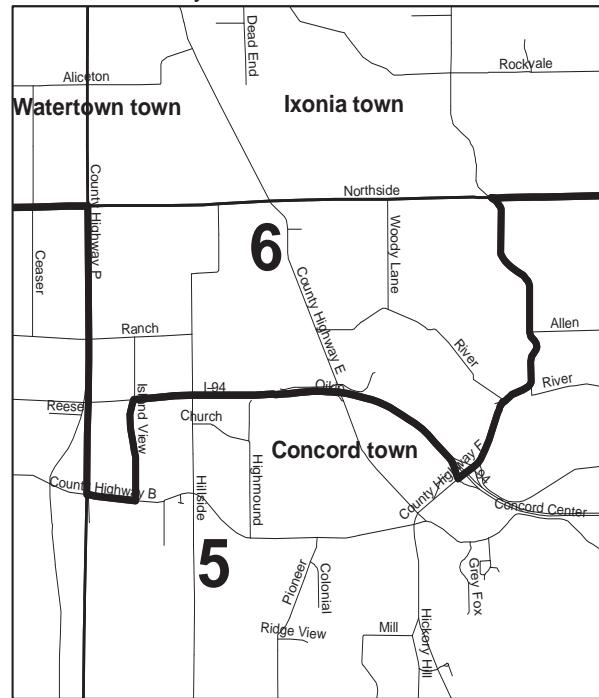 Dead End
Rockvale
Aliceton
Watertown town
Ixonia town
Northside
County Highway P
Woody Lane
6
Ceaser
County Highway E
Ranch
Allen
River
I-94
River
Island View
Reese
Church
Concord town
Highmound
County Highway F
I-94
County Highway B
Hillside
Concord Center
5
Pioneer
Colonial
Grey Fox
Ridge View
Mill
Hickory Hill